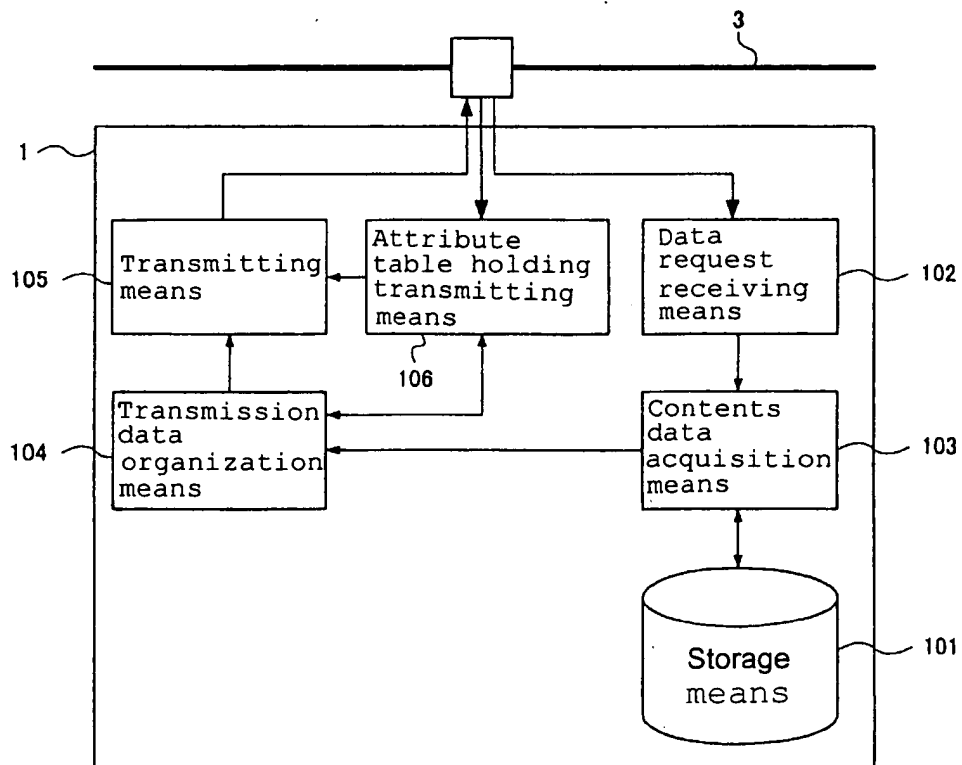 3
1
105
Transmitting
means
Attribute
table holding
transmitting
means
106
Data
request
receiving
means
102
104
Transmission
data
organization
means
Contents
data
acquisition
means
103
Storage
means
101